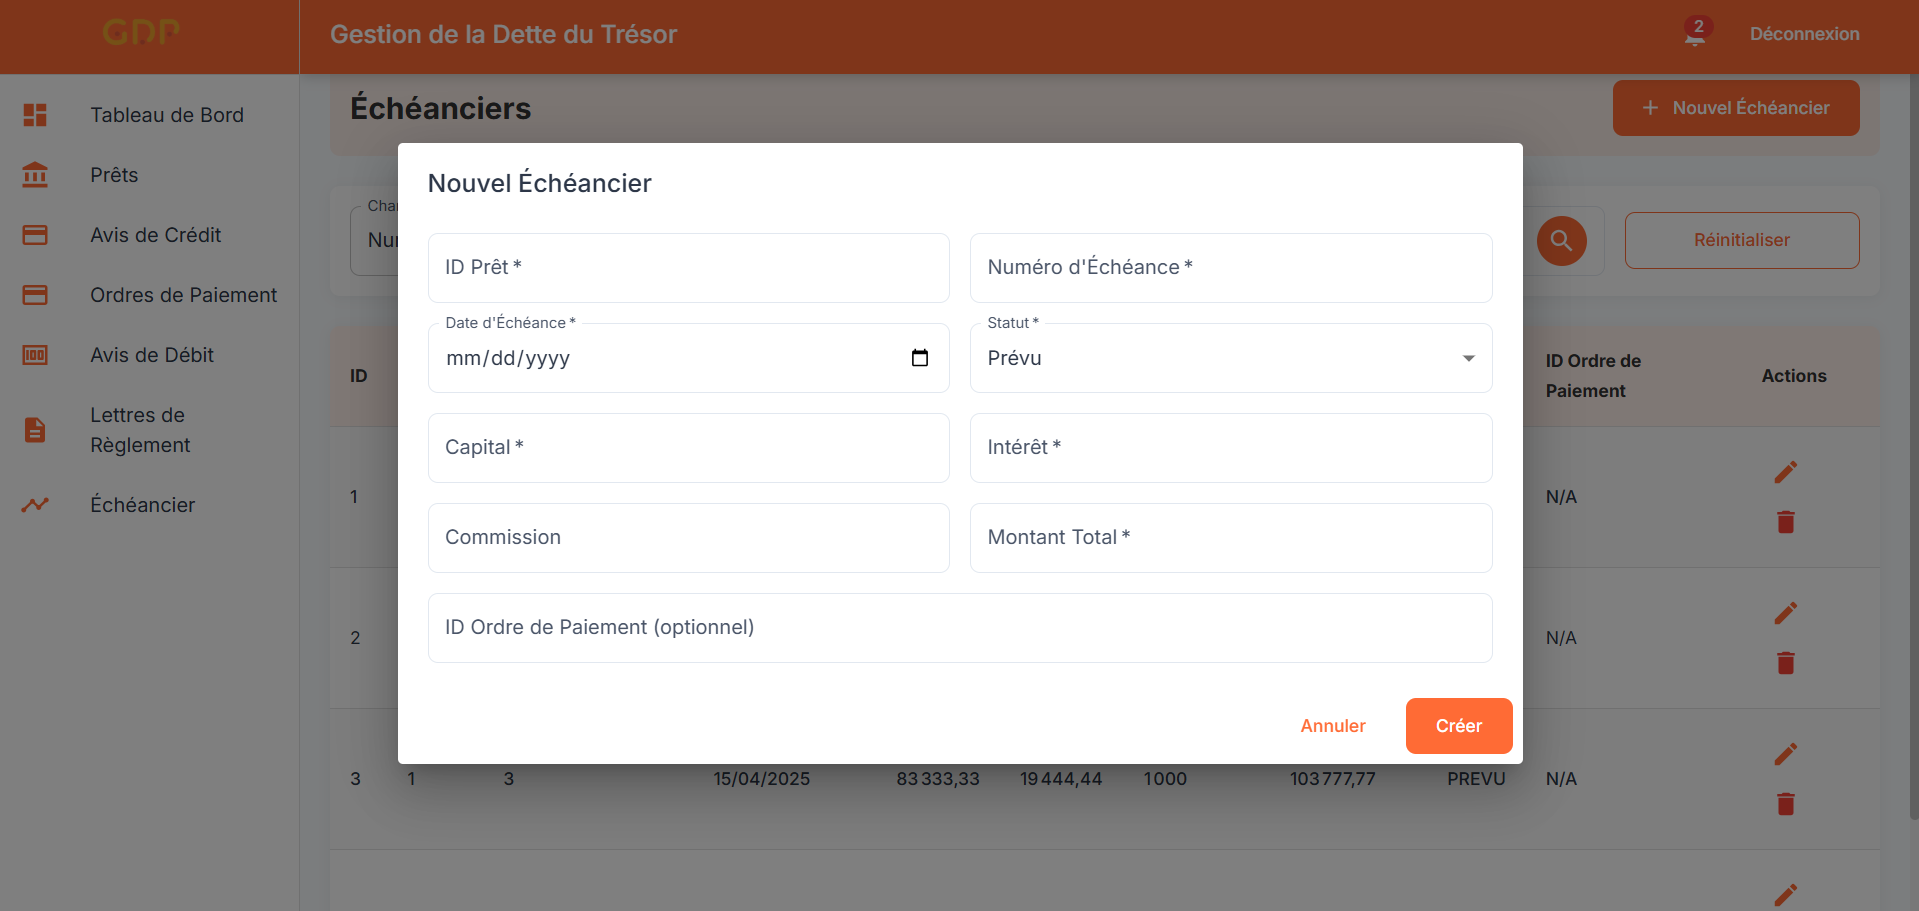 GDP
Gestion de la Dette du Trésor
2
Déconnexion
Tableau de Bord
Prêts
Avis de Crédit
Ordres de Paiement
Avis de Débit
Lettres de
Règlement
Échéancier
Échéanciers
+ Nouvel Échéancier
Réinitialiser
Nouvel Échéancier
ID Prêt *
Numéro d'Échéance *
Date d'Échéance *
mm/dd/yyyy
Statut *
Prévu
Capital *
Intérêt *
Commission
Montant Total *
ID Ordre de Paiement (optionnel)
Annuler
Créer
ID
ID Ordre de
Paiement
Actions
1
N/A
2
N/A
3 1 3 15/04/2025 83 333,33 19 444,44 1 000 103 777,77 PREVU N/A